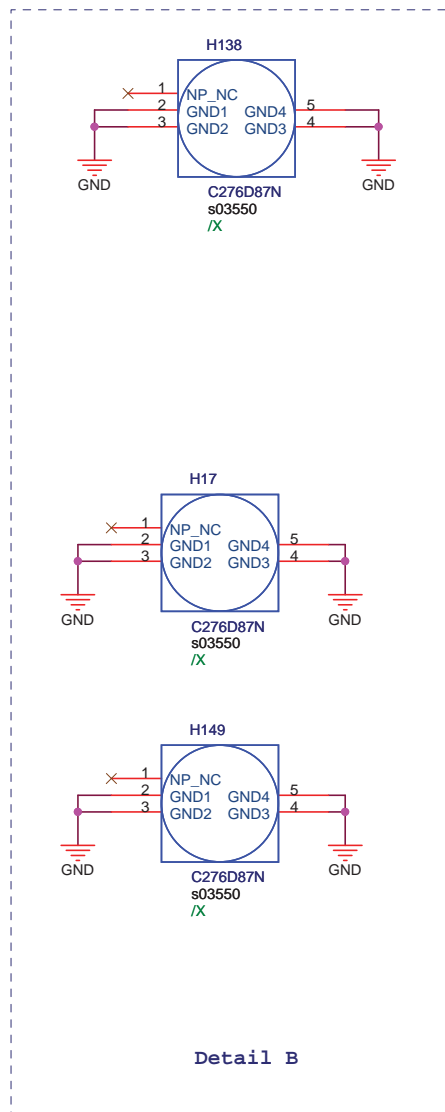 H138
1 NP_NC
2 GND1 GND4 5
3 GND2 GND3 4
GND GND
C276D87N
s03550
/X
H17
1 NP_NC
2 GND1 GND4 5
3 GND2 GND3 4
GND GND
C276D87N
s03550
/X
H149
1 NP_NC
2 GND1 GND4 5
3 GND2 GND3 4
GND GND
C276D87N
s03550
/X
Detail B